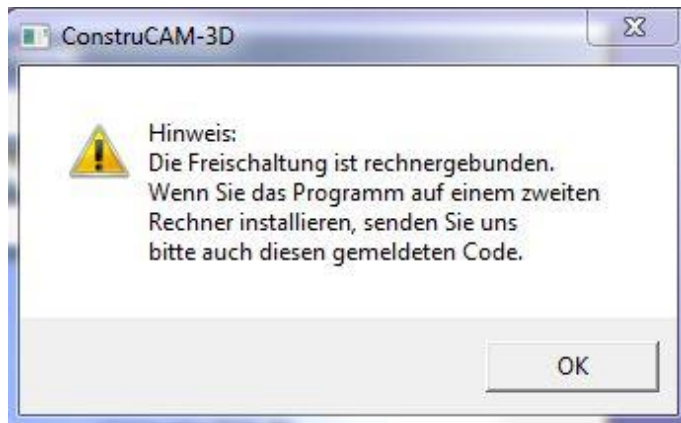 ConstruCAM-3D
Hinweis:
Die Freischaltung ist rechnergebunden.
Wenn Sie das Programm auf einem zweiten
Rechner installieren, senden Sie uns
bitte auch diesen gemeldeten Code.
OK